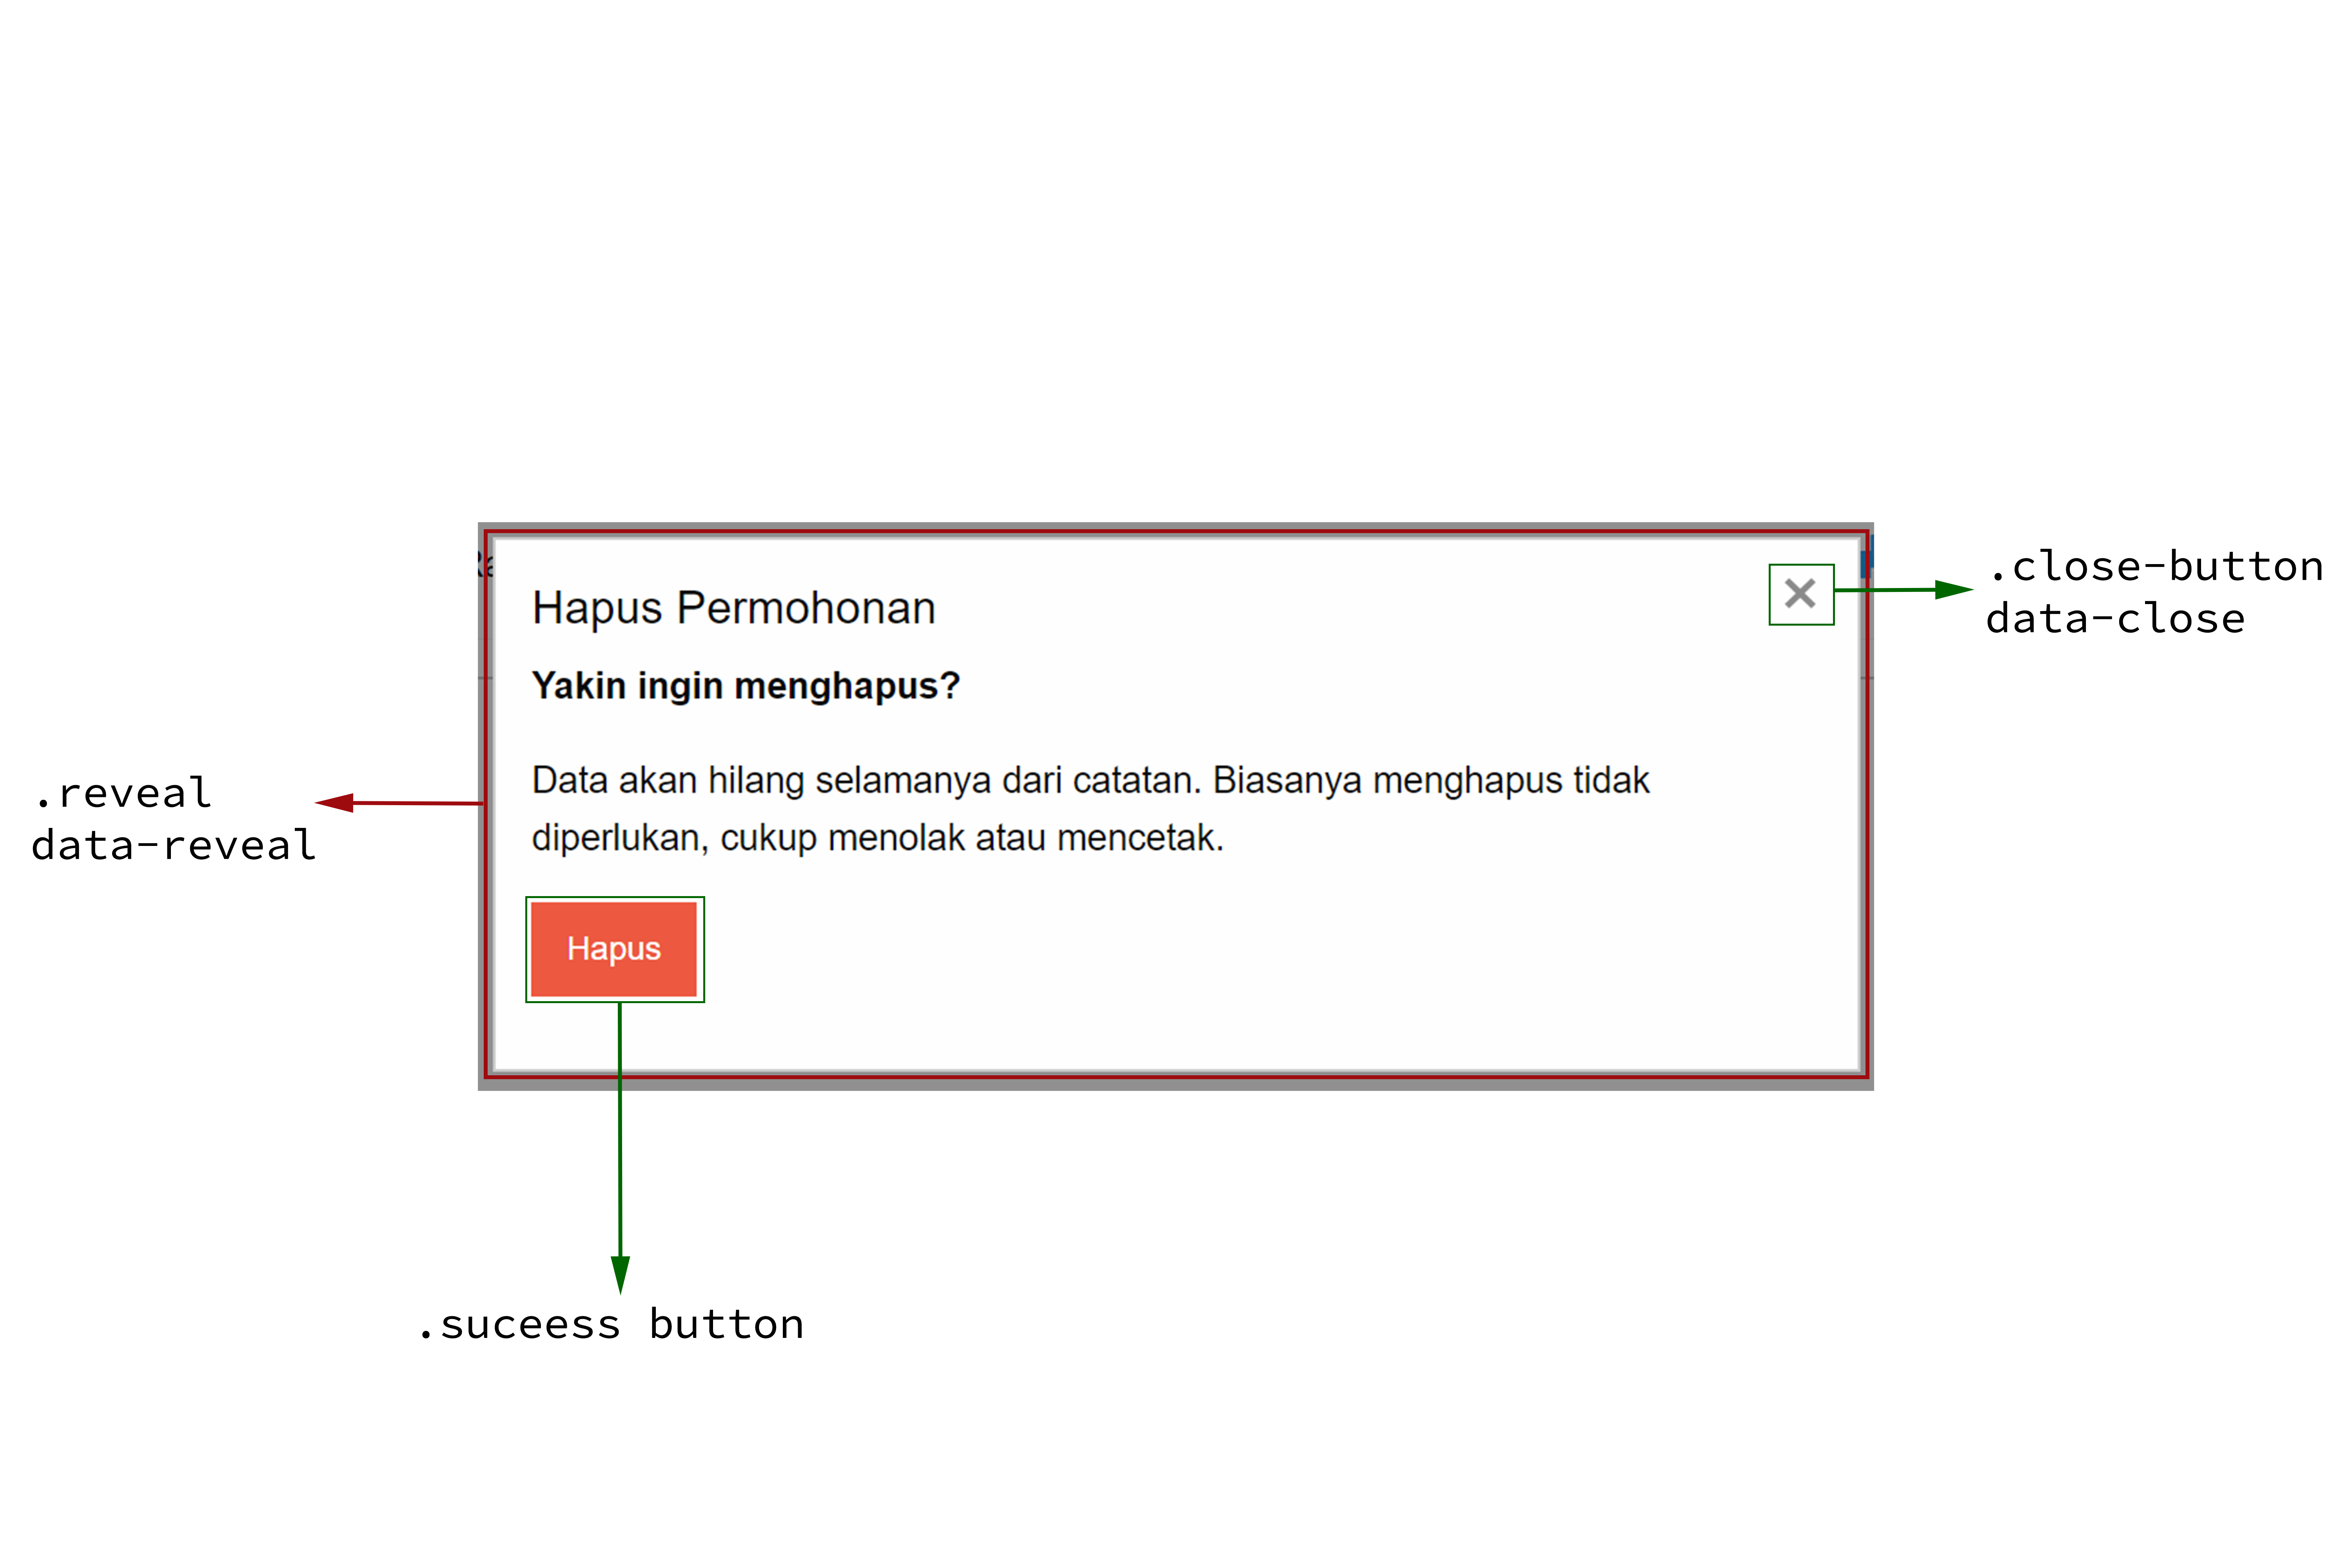 .close-button
data-close
Hapus Permohonan
Yakin ingin menghapus?
Data akan hilang selamanya dari catatan. Biasanya menghapus tidak
diperlukan, cukup menolak atau mencetak.
.reveal
data-reveal
Hapus
.suceess button